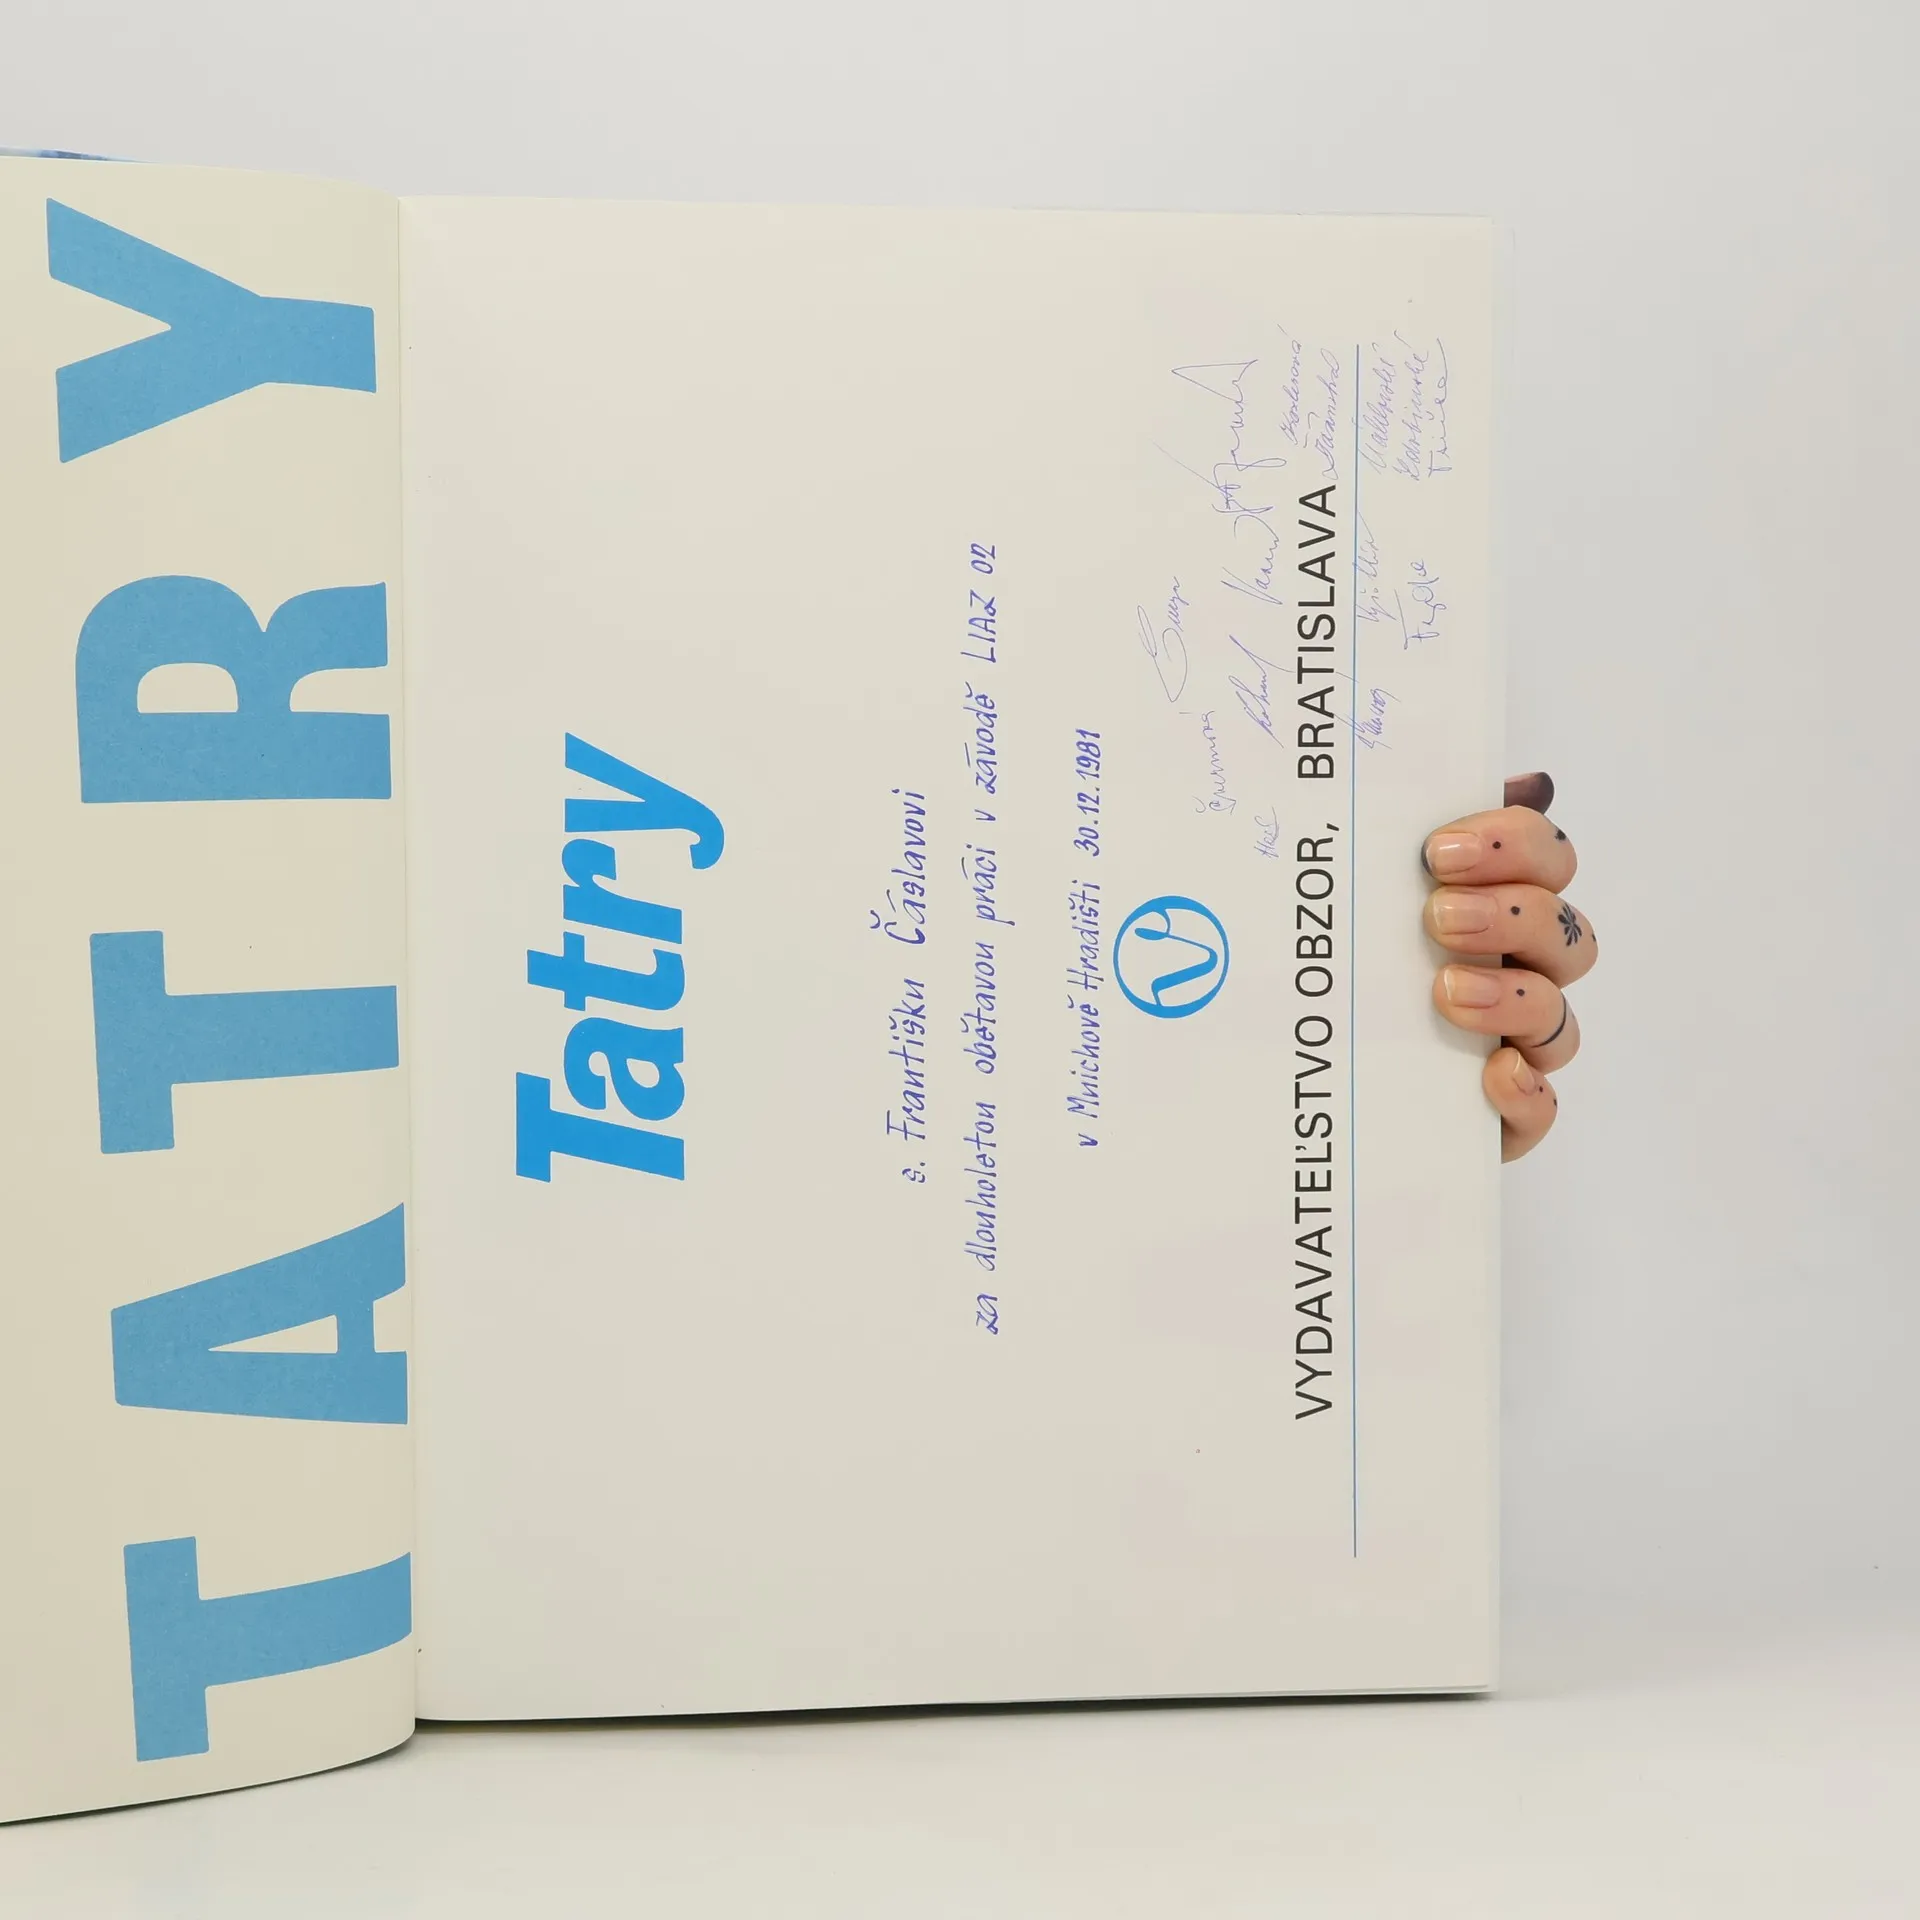 TATRY
Tatry
s. Františku Čáslavovi
za dlouholetou obětavou práci v závodě LIAZ 02
v Mnichově Hradišti 30.12.1981
VYDAVATEĽSTVO OBZOR, BRATISLAVA